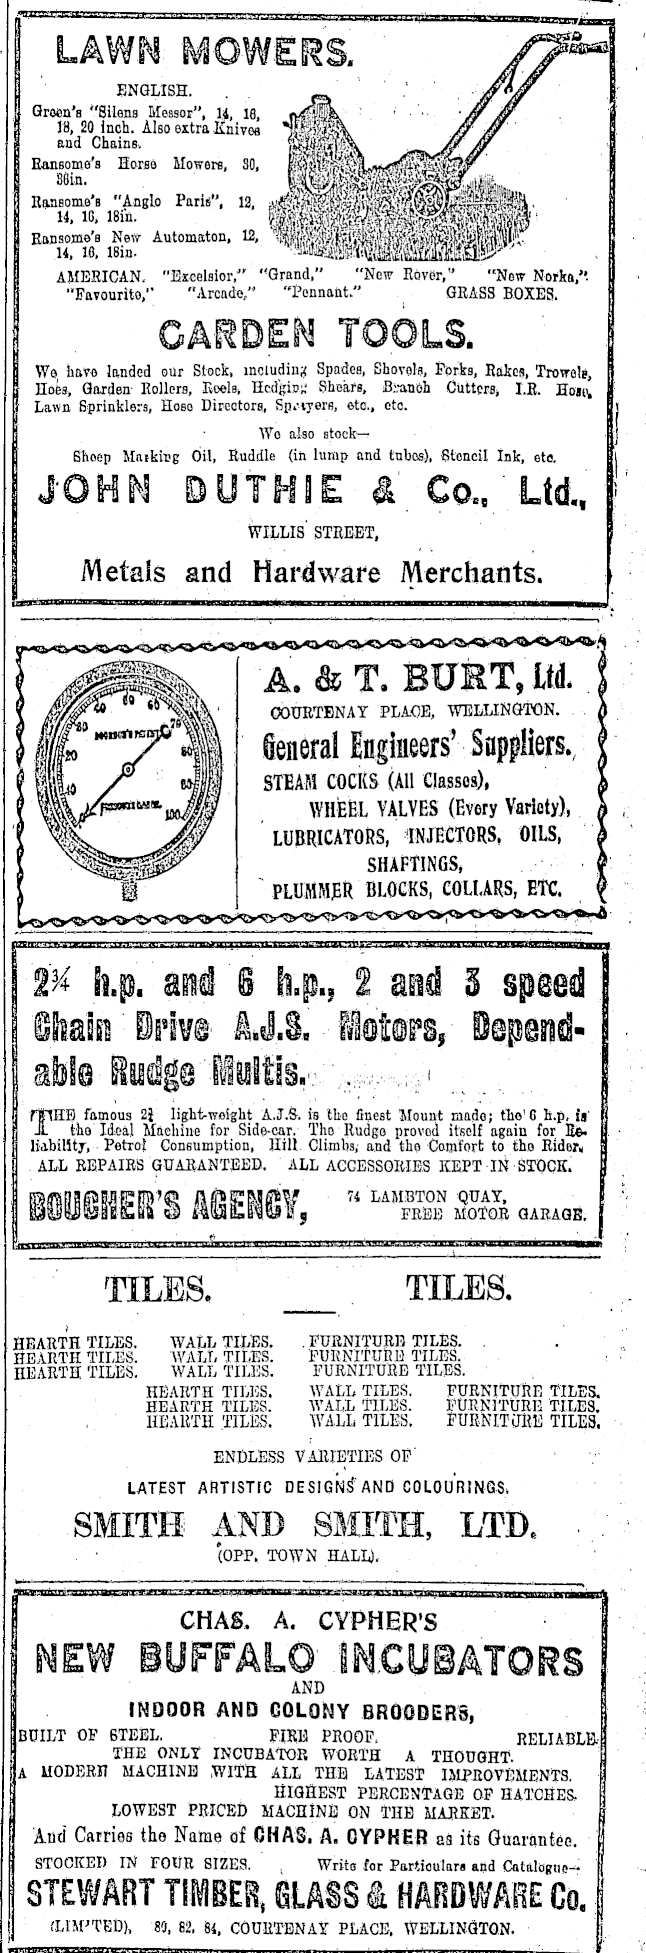 LAWN MOWERS.
ENGLISH.
Green's "Silens Messor", 14, 16,
18, 20 inch. Also extra Knives
and Chains.
Ransome's Horse Mowers, 30,
36in.
Ransome's "Anglo Paris", 12,
14, 16, 18in.
Ransome's New Automaton, 12,
14, 16, 18in.
AMERICAN. "Excelsior," "Grand," "New Rover," "New Norka,"
"Favourite," "Arcade," "Pennant." GRASS BOXES.
GARDEN TOOLS.
We have landed our Stock, including Spades, Shovels, Forks, Rakes, Trowels,
Hoes, Garden Rollers, Reels, Hedging Shears, Branch Cutters, I.R. Hose,
Lawn Sprinklers, Hose Directors, Sprayers, etc., etc.
We also stock—
Sheep Marking Oil, Ruddle (in lump and tubes), Stencil Ink, etc.
JOHN DUTHIE & Co., Ltd.,
WILLIS STREET,
Metals and Hardware Merchants.
10 20 30 40 50 60 70 80 100
A. & T. BURT, Ltd.
COURTENAY PLACE, WELLINGTON.
General Engineers' Suppliers.
STEAM COCKS (All Classes),
WHEEL VALVES (Every Variety),
LUBRICATORS, INJECTORS, OILS,
SHAFTINGS,
PLUMMER BLOCKS, COLLARS, ETC.
2¾ h.p. and 6 h.p., 2 and 3 speed
Chain Drive A.J.S. Motors, Depend-
able Rudge Multis.
THE famous 2¾ light-weight A.J.S. is the finest Mount made; the 6 h.p. is
the Ideal Machine for Side-car. The Rudge proved itself again for Re-
liability, Petrol Consumption, Hill Climbs, and the Comfort to the Rider.
ALL REPAIRS GUARANTEED. ALL ACCESSORIES KEPT IN STOCK.
BOUCHER'S AGENCY,
74 LAMBTON QUAY,
FREE MOTOR GARAGE.
TILES. TILES.
HEARTH TILES. WALL TILES. FURNITURE TILES.
HEARTH TILES. WALL TILES. FURNITURE TILES.
HEARTH TILES. WALL TILES. FURNITURE TILES.
HEARTH TILES. WALL TILES. FURNITURE TILES.
HEARTH TILES. WALL TILES. FURNITURE TILES.
HEARTH TILES. WALL TILES. FURNITURE TILES.
ENDLESS VARIETIES OF
LATEST ARTISTIC DESIGNS AND COLOURINGS.
SMITH AND SMITH, LTD.
(OPP. TOWN HALL).
CHAS. A. CYPHER'S
NEW BUFFALO INCUBATORS
AND
INDOOR AND COLONY BROODERS,
BUILT OF STEEL. FIRE PROOF. RELIABLE.
THE ONLY INCUBATOR WORTH A THOUGHT.
A MODERN MACHINE WITH ALL THE LATEST IMPROVEMENTS.
HIGHEST PERCENTAGE OF HATCHES.
LOWEST PRICED MACHINE ON THE MARKET.
And Carries the Name of CHAS. A. CYPHER as its Guarantee.
STOCKED IN FOUR SIZES. Write for Particulars and Catalogue—
STEWART TIMBER, GLASS & HARDWARE Co.
(LIMITED), 80, 82, 84, COURTENAY PLACE, WELLINGTON.